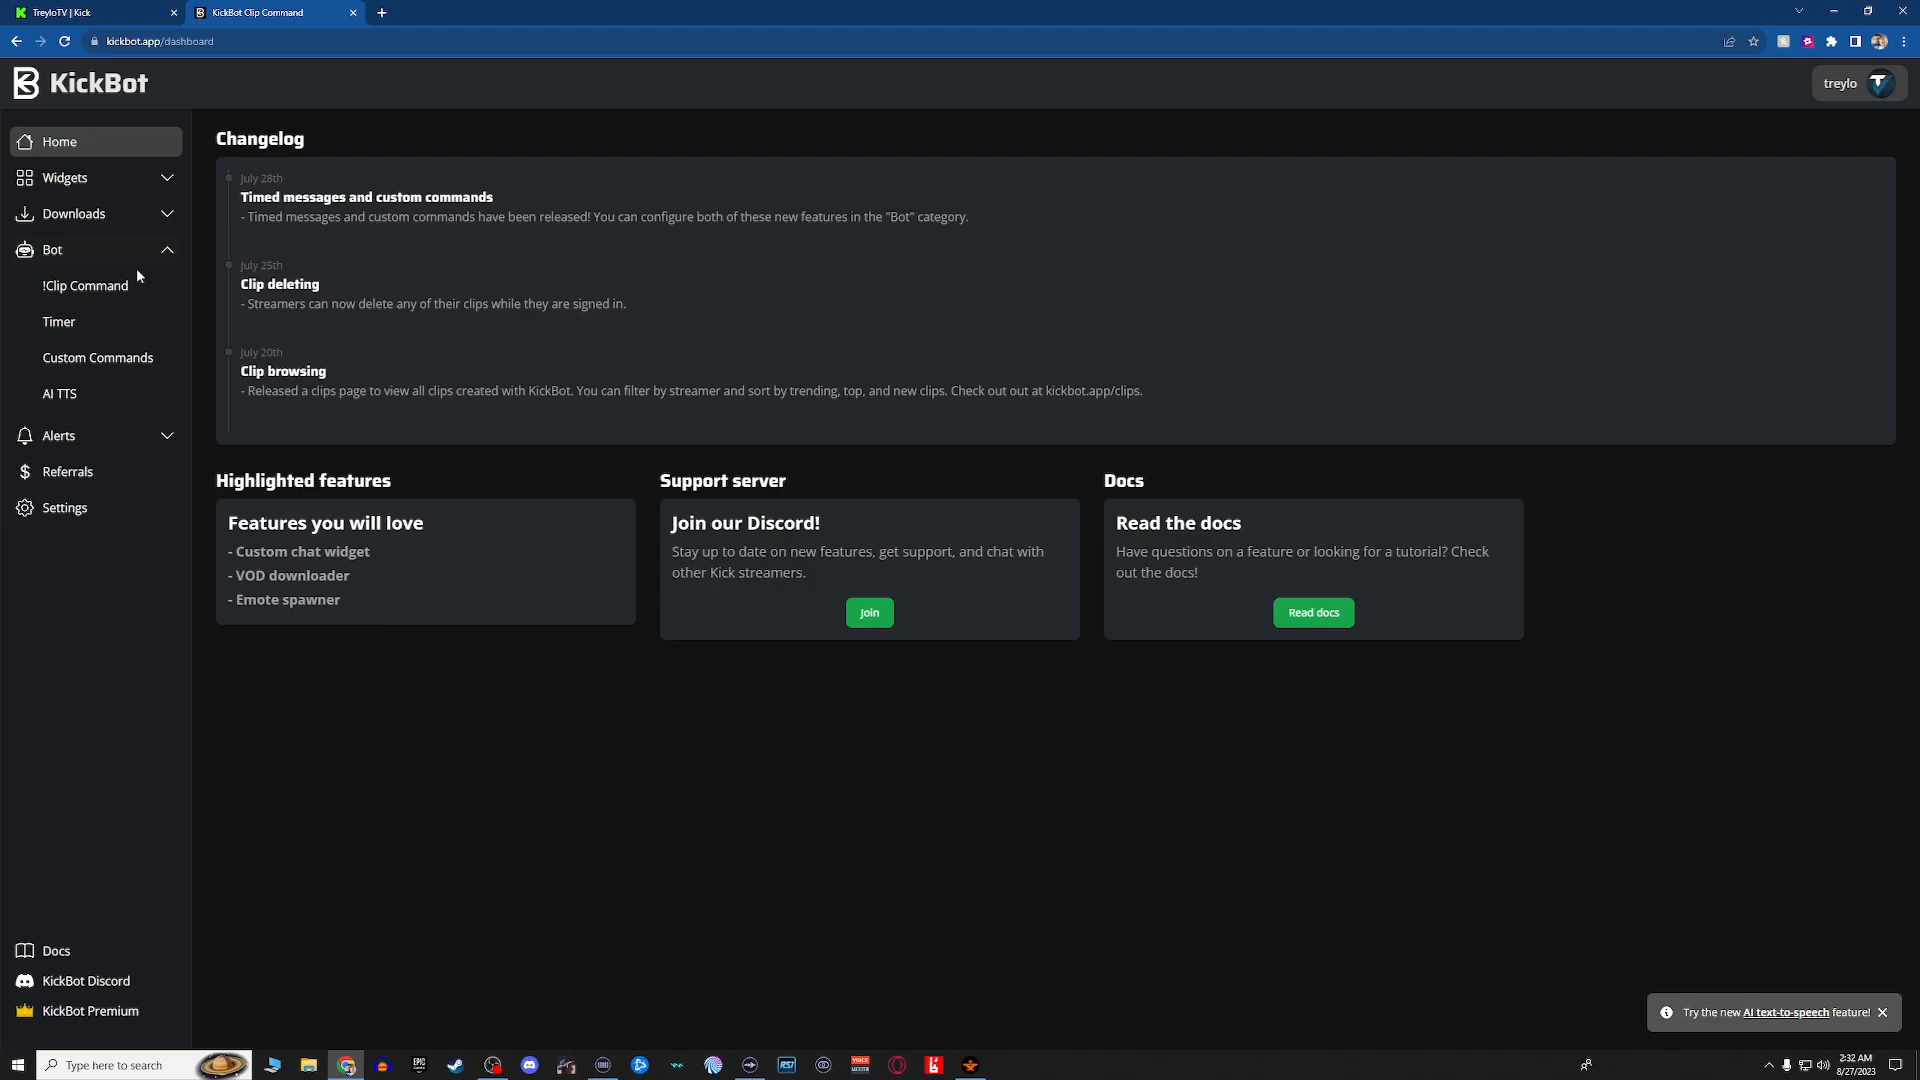 TreyloTV | Kick
KickBot Clip Command
kickbot.app/dashboard
KickBot
treylo
Home
Widgets
Downloads
Bot
!Clip Command
Timer
Custom Commands
AI TTS
Alerts
Referrals
Settings
Changelog
July 28th
Timed messages and custom commands
- Timed messages and custom commands have been released! You can configure both of these new features in the "Bot" category.
July 25th
Clip deleting
- Streamers can now delete any of their clips while they are signed in.
July 20th
Clip browsing
- Released a clips page to view all clips created with KickBot. You can filter by streamer and sort by trending, top, and new clips. Check out out at kickbot.app/clips.
Highlighted features
Features you will love
- Custom chat widget
- VOD downloader
- Emote spawner
Support server
Join our Discord!
Stay up to date on new features, get support, and chat with
other Kick streamers.
Join
Docs
Read the docs
Have questions on a feature or looking for a tutorial? Check
out the docs!
Read docs
Docs
KickBot Discord
KickBot Premium
Try the new AI text-to-speech feature!
Type here to search
EPIC
RSI
VOICE
MEETER
2:32 AM
8/27/2023